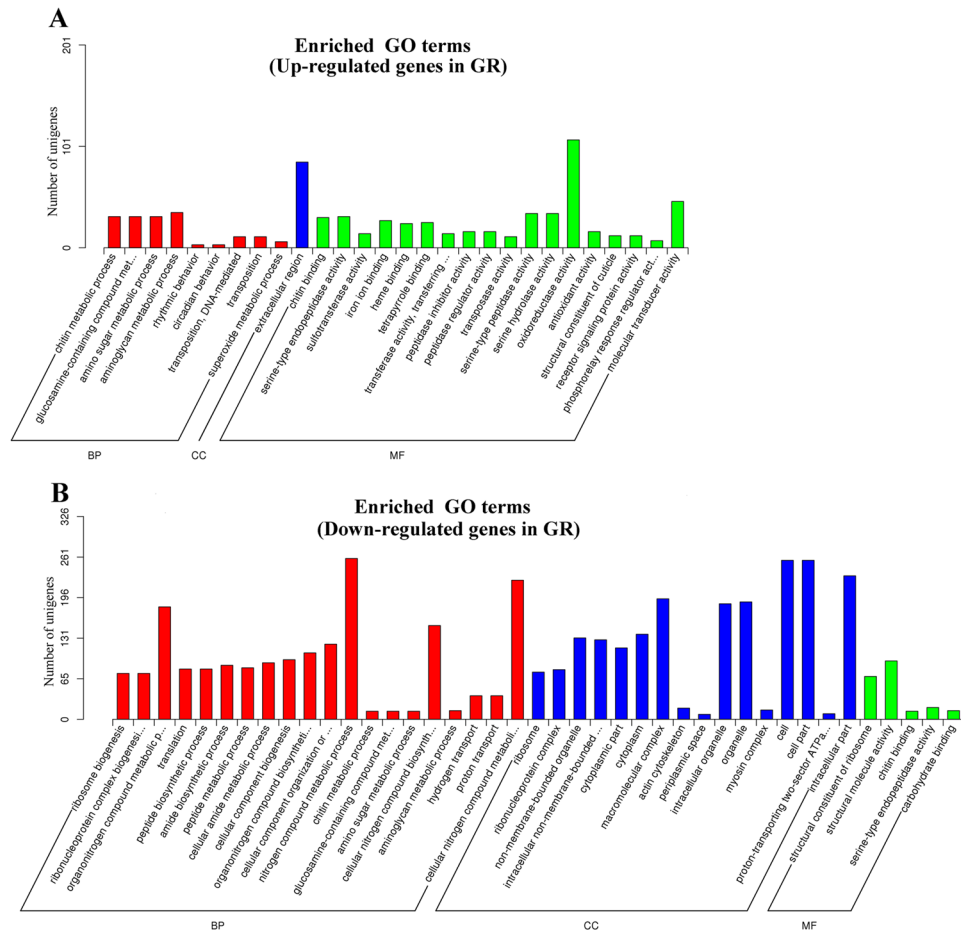 A
Enriched GO terms
(Up-regulated genes in GR)
Number of unigenes
201
101
0
chitin metabolic process
glucosamine-containing compound met...
amino sugar metabolic process
aminoglycan metabolic process
rhythmic behavior
circadian behavior
transposition, DNA-mediated
transposition
superoxide metabolic process
extracellular region
chitin binding
serine-type endopeptidase activity
sulfotransferase activity
iron ion binding
heme binding
tetrapyrrole binding
transferase activity, transferring ...
peptidase inhibitor activity
peptidase regulator activity
transposase activity
serine-type peptidase activity
serine hydrolase activity
oxidoreductase activity
antioxidant activity
structural constituent of cuticle
receptor signaling protein activity
phosphorelay response regulator act...
molecular transducer activity
BP
CC
MF
B
Enriched GO terms
(Down-regulated genes in GR)
Number of unigenes
326
261
196
131
65
0
ribosome biogenesis
ribonucleoprotein complex biogenesi...
organonitrogen compound metabolic p...
translation
peptide biosynthetic process
amide biosynthetic process
peptide metabolic process
cellular amide metabolic process
cellular component biogenesis
organonitrogen compound biosyntheti...
cellular component organization or ...
nitrogen compound metabolic process
chitin metabolic process
glucosamine-containing compound met...
amino sugar metabolic process
cellular nitrogen compound biosynth...
aminoglycan metabolic process
hydrogen transport
proton transport
cellular nitrogen compound metaboli...
ribosome
ribonucleoprotein complex
non-membrane-bounded organelle
intracellular non-membrane-bounded ...
cytoplasmic part
cytoplasm
macromolecular complex
actin cytoskeleton
periplasmic space
intracellular organelle
organelle
myosin complex
cell
cell part
proton-transporting two-sector ATPa...
intracellular part
structural constituent of ribosome
structural molecule activity
chitin binding
serine-type endopeptidase activity
carbohydrate binding
BP
CC
MF